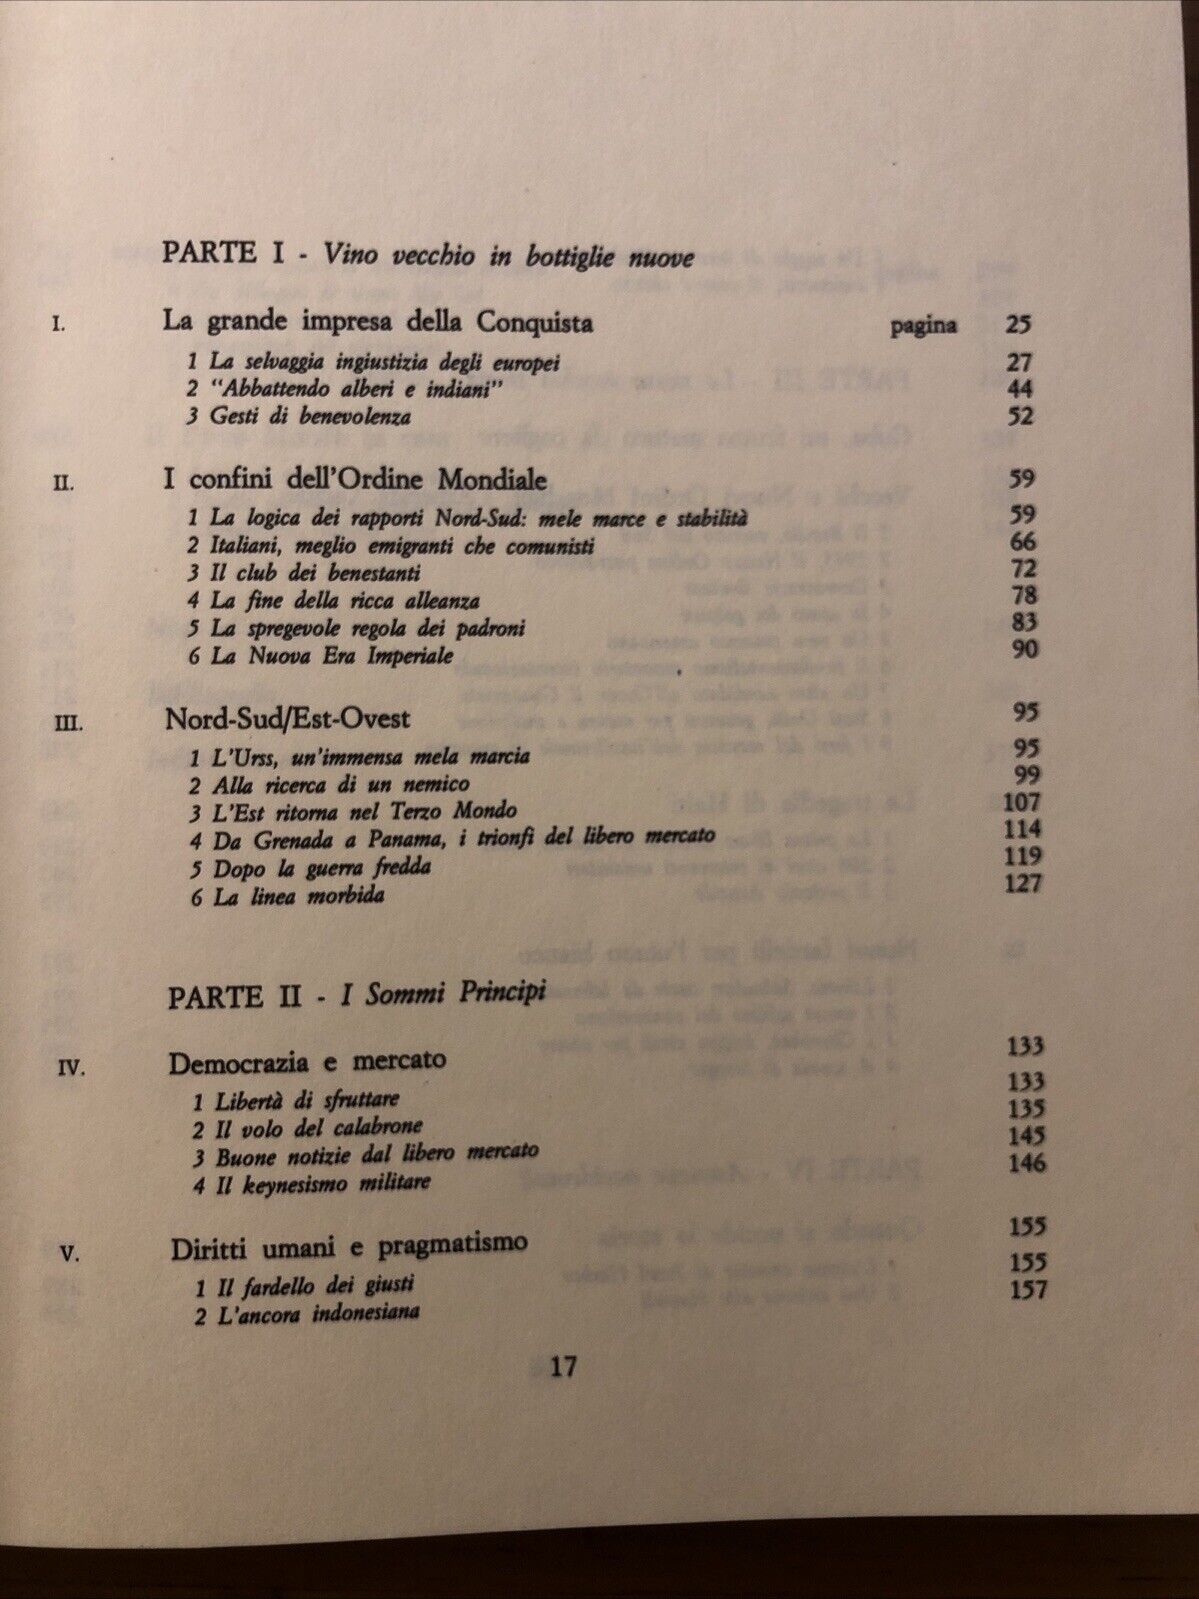 PARTE I - Vino vecchio in bottiglie nuove
I. La grande impresa della Conquista pagina 25
1 La selvaggia ingiustizia degli europei 27
2 "Abbattendo alberi e indiani" 44
3 Gesti di benevolenza 52
II. I confini dell'Ordine Mondiale 59
1 La logica dei rapporti Nord-Sud: mele marce e stabilità 59
2 Italiani, meglio emigranti che comunisti 66
3 Il club dei benestanti 72
4 La fine della ricca alleanza 78
5 La spregevole regola dei padroni 83
6 La Nuova Era Imperiale 90
III. Nord-Sud/Est-Ovest 95
1 L'Urss, un'immensa mela marcia 95
2 Alla ricerca di un nemico 99
3 L'Est ritorna nel Terzo Mondo 107
4 Da Grenada a Panama, i trionfi del libero mercato 114
5 Dopo la guerra fredda 119
6 La linea morbida 127
PARTE II - I Sommi Principi
IV. Democrazia e mercato 133
1 Libertà di sfruttare 133
2 Il volo del calabrone 135
3 Buone notizie dal libero mercato 145
4 Il keynesismo militare 146
V. Diritti umani e pragmatismo 155
1 Il fardello dei giusti 155
2 L'ancora indonesiana 157
17